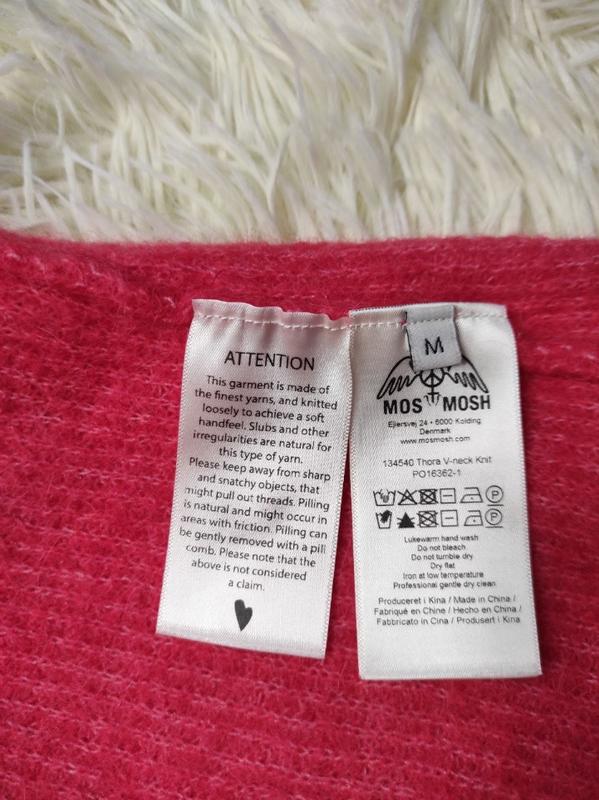 ATTENTION
This garment is made of
the finest yarns, and knitted
loosely to achieve a soft
handfeel. Slubs and other
irregularities are natural for
this type of yarn.
Please keep away from sharp
and snatchy objects, that
might pull out threads. Pilling
is natural and might occur in
areas with friction. Pilling can
be gently removed with a pill
comb. Please note that the
above is not considered
a claim.
M
MOS MOSH
Ejlersvej 24 • 6000 Kolding
Denmark
www.mosmosh.com
134540 Thora V-neck Knit
PO16362-1
P
P
Lukewarm hand wash
Do not bleach
Do not tumble dry
Dry flat
Iron at low temperature
Professional gentle dry clean
Produceret i Kina / Made in China /
Fabriqué en Chine / Hecho en China /
Fabbricato in Cina / Produsert i Kina